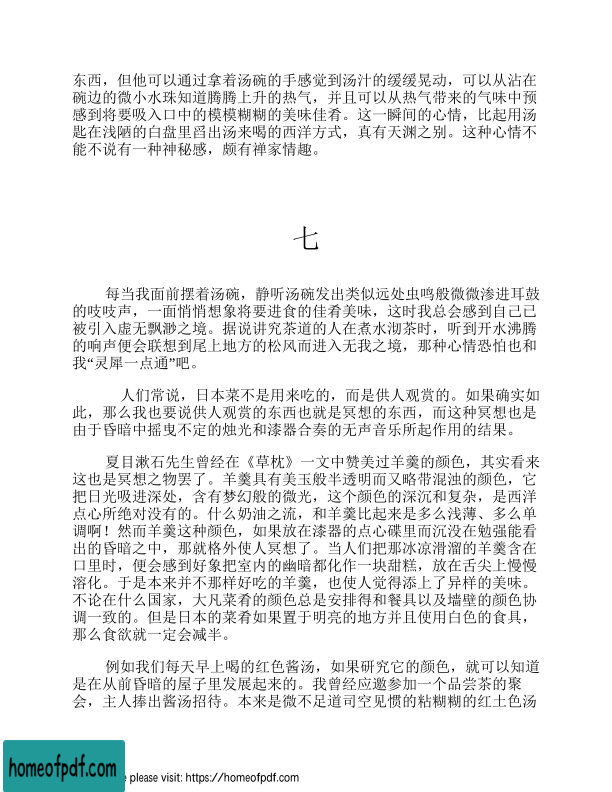 东西，但他可以通过拿着汤碗的手感觉到汤汁的缓缓晃动，可以从沾在
碗边的微小水珠知道腾腾上升的热气，并且可以从热气带来的气味中预
感到将要吸入口中的模模糊糊的美味佳肴。这一瞬间的心情，比起用汤
匙在浅陋的白盘里舀出汤来喝的西洋方式，真有天渊之别。这种心情不
能不说有一种神秘感，颇有禅家情趣。
七
每当我面前摆着汤碗，静听汤碗发出类似远处虫鸣般微微渗进耳鼓
的吱吱声，一面悄悄想象将要进食的佳肴美味，这时我总会感到自己已
被引入虚无飘渺之境。据说讲究茶道的人在煮水沏茶时，听到开水沸腾
的响声便会联想到尾上地方的松风而进入无我之境，那种心情恐怕也和
我“灵犀一点通”吧。
人们常说，日本菜不是用来吃的，而是供人观赏的。如果确实如
此，那么我也要说供人观赏的东西也就是冥想的东西，而这种冥想也是
由于昏暗中摇曳不定的烛光和漆器合奏的无声音乐所起作用的结果。
夏目漱石先生曾经在《草枕》一文中赞美过羊羹的颜色，其实看来
这也是冥想之物罢了。羊羹具有美玉般半透明而又略带混浊的颜色，它
把日光吸进深处，含有梦幻般的微光，这个颜色的深沉和复杂，是西洋
点心所绝对没有的。什么奶油之流，和羊羹比起来是多么浅薄、多么单
调啊！然而羊羹这种颜色，如果放在漆器的点心碟里而沉没在勉强能看
出的昏暗之中，那就格外使人冥想了。当人们把那冰凉滑溜的羊羹含在
口里时，便会感到好象把室内的幽暗都化作一块甜糕，放在舌尖上慢慢
溶化。于是本来并不那样好吃的羊羹，也使人觉得添上了异样的美味。
不论在什么国家，大凡菜肴的颜色总是安排得和餐具以及墙壁的颜色协
调一致的。但是日本的菜肴如果置于明亮的地方并且使用白色的食具，
那么食欲就一定会减半。
例如我们每天早上喝的红色酱汤，如果研究它的颜色，就可以知道
是在从前昏暗的屋子里发展起来的。我曾经应邀参加一个品尝茶的聚
会，主人捧出酱汤招待。本来是微不足道司空见惯的粘糊糊的红土色汤
homeofpdf.com
please visit: https://homeofpdf.com